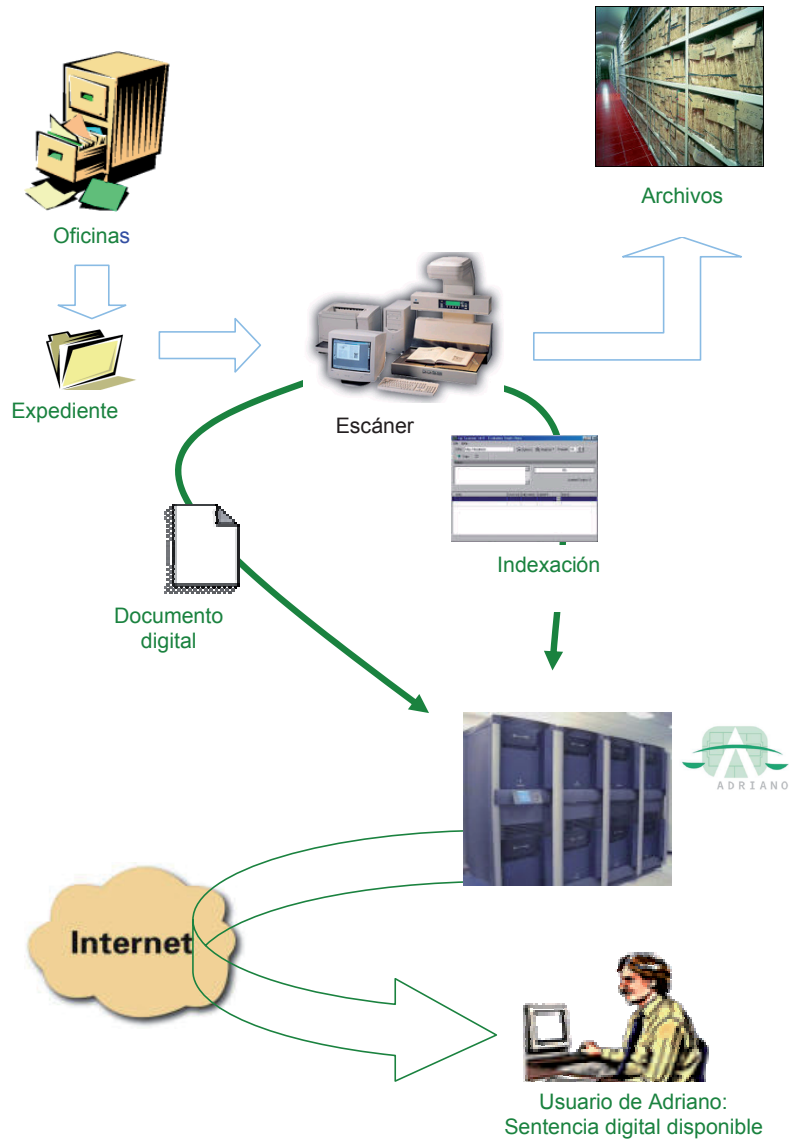 Archivos
Oficinas
Expediente
Escáner
Indexación
Documento
digital
ADRIANO
Internet
Usuario de Adriano:
Sentencia digital disponible